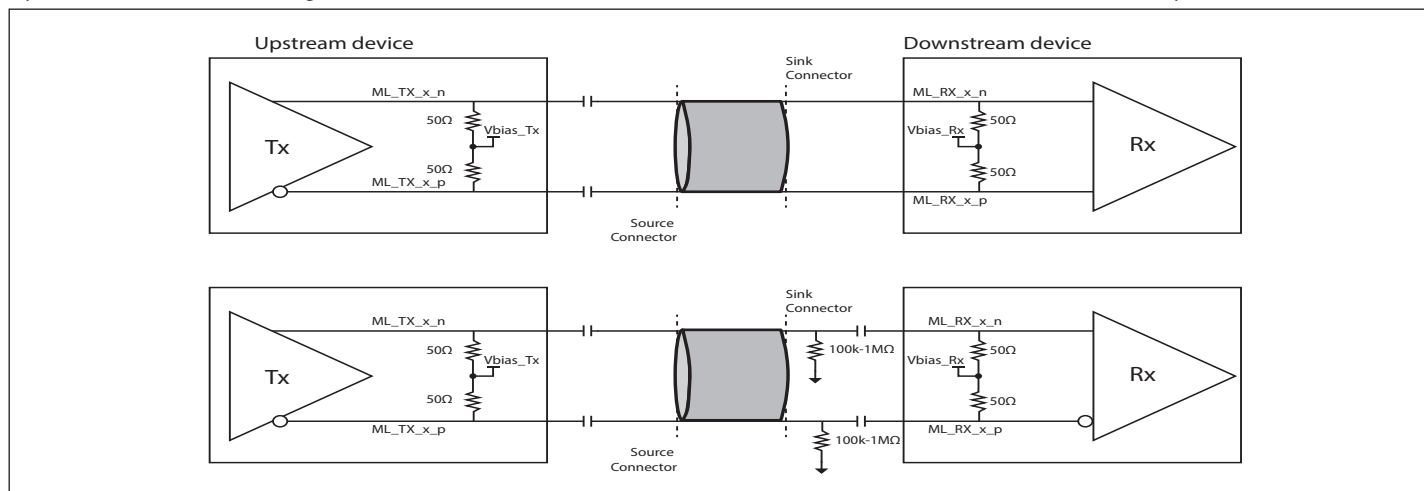 Upstream device
Downstream device
Sink
Connector
ML_TX_x_n
ML_RX_x_n
50Ω
50Ω
Vbias_Tx
Vbias_Rx
Tx
Rx
50Ω
50Ω
ML_TX_x_p
ML_RX_x_p
Source
Connector
Sink
Connector
ML_TX_x_n
ML_RX_x_n
50Ω
100k-1MΩ
50Ω
Vbias_Tx
Vbias_Rx
Tx
Rx
50Ω
50Ω
ML_TX_x_p
ML_RX_x_p
100k-1MΩ
Source
Connector